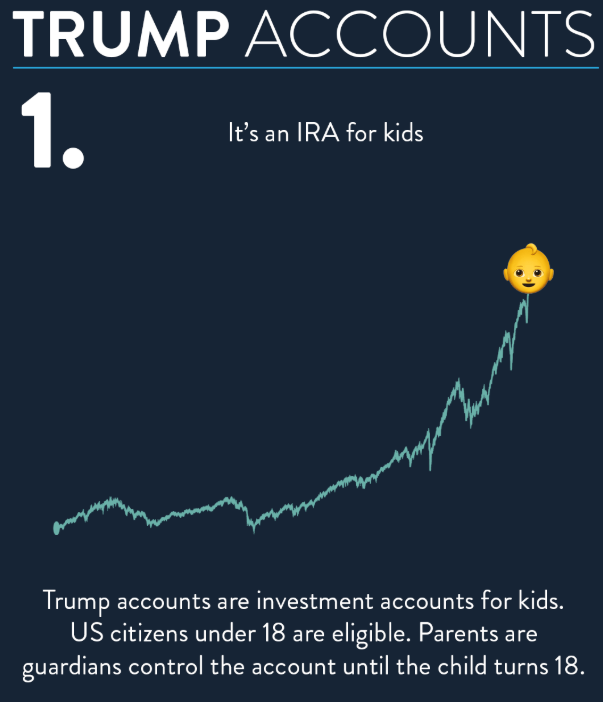 TRUMP ACCOUNTS
1.
It's an IRA for kids
Trump accounts are investment accounts for kids.
US citizens under 18 are eligible. Parents are
guardians control the account until the child turns 18.